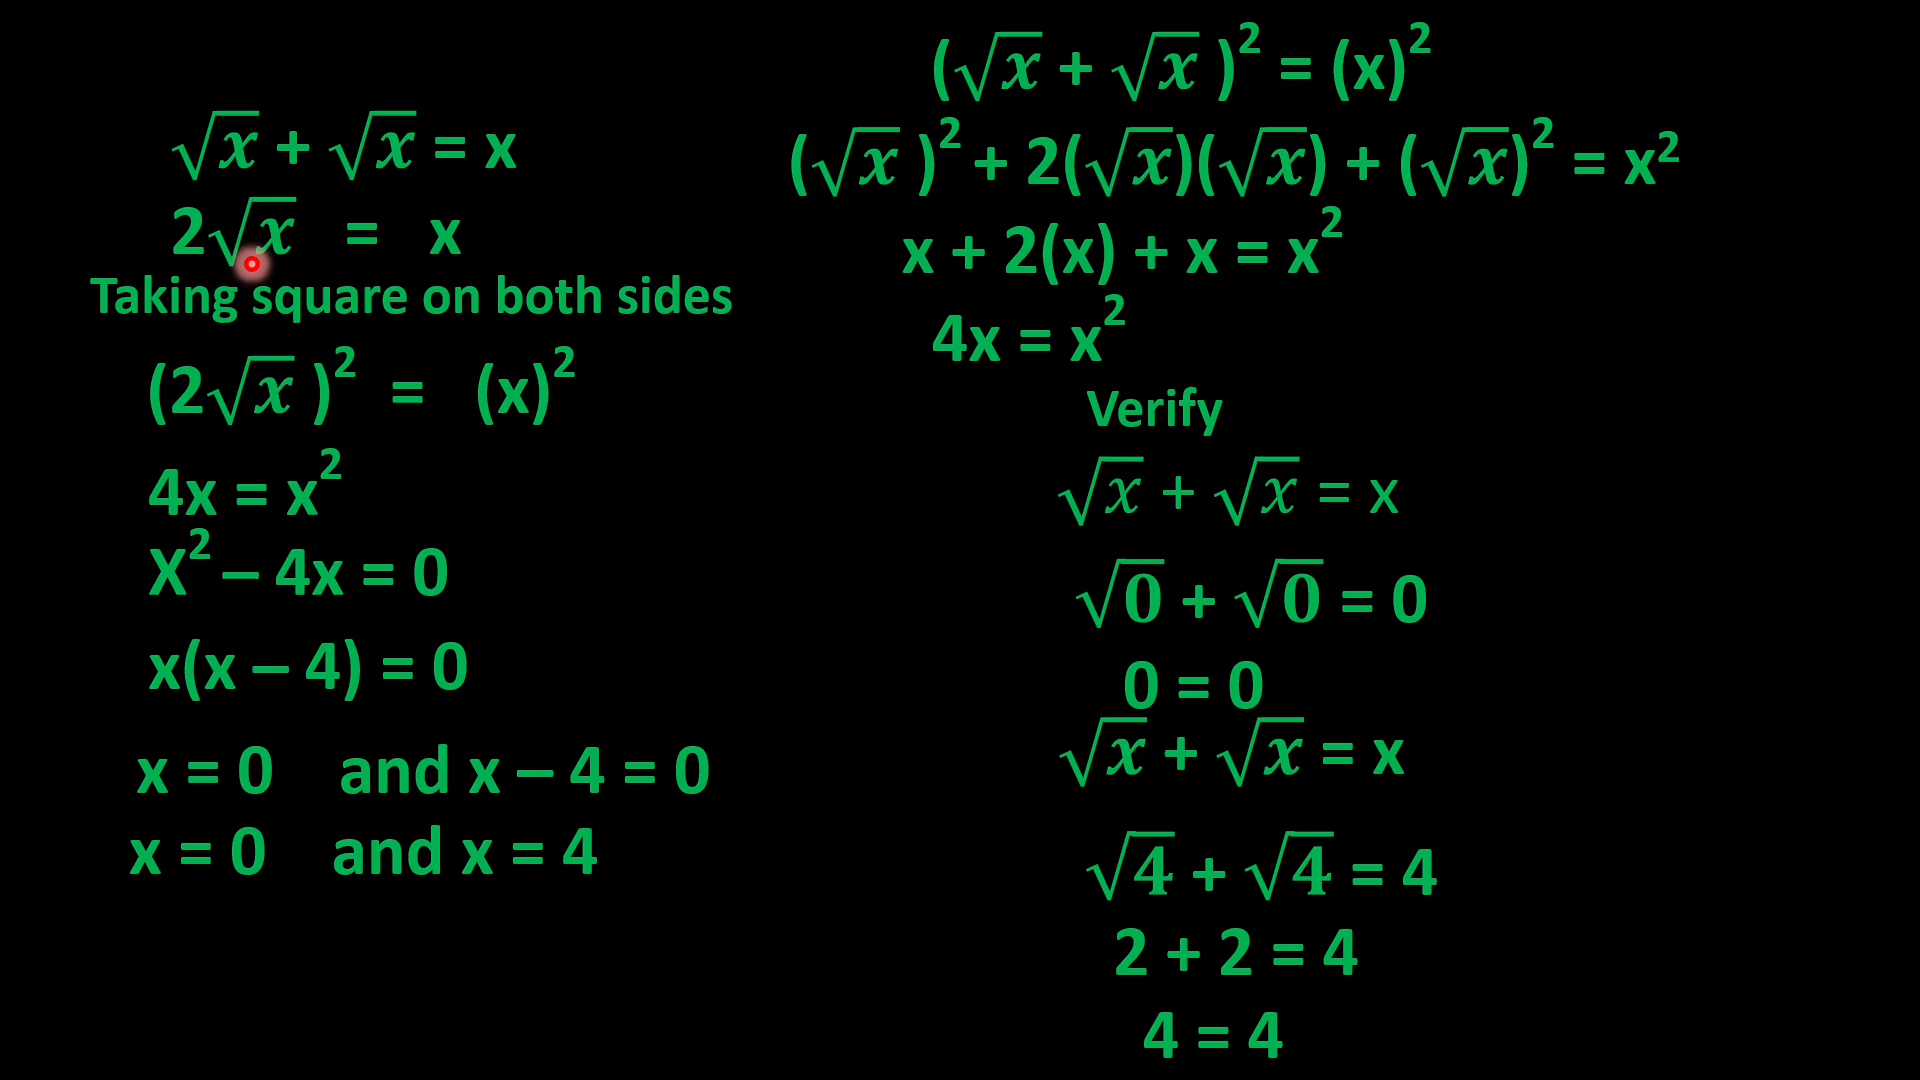 √x + √x = x
2√x = x
Taking square on both sides
(2√x )² = (x)²
4x = x²
X² – 4x = 0
x(x – 4) = 0
x = 0 and x – 4 = 0
x = 0 and x = 4
(√x + √x )² = (x)²
(√x )² + 2(√x)(√x) + (√x)² = x²
x + 2(x) + x = x²
4x = x²
Verify
√x + √x = x
√0 + √0 = 0
0 = 0
√x + √x = x
√4 + √4 = 4
2 + 2 = 4
4 = 4